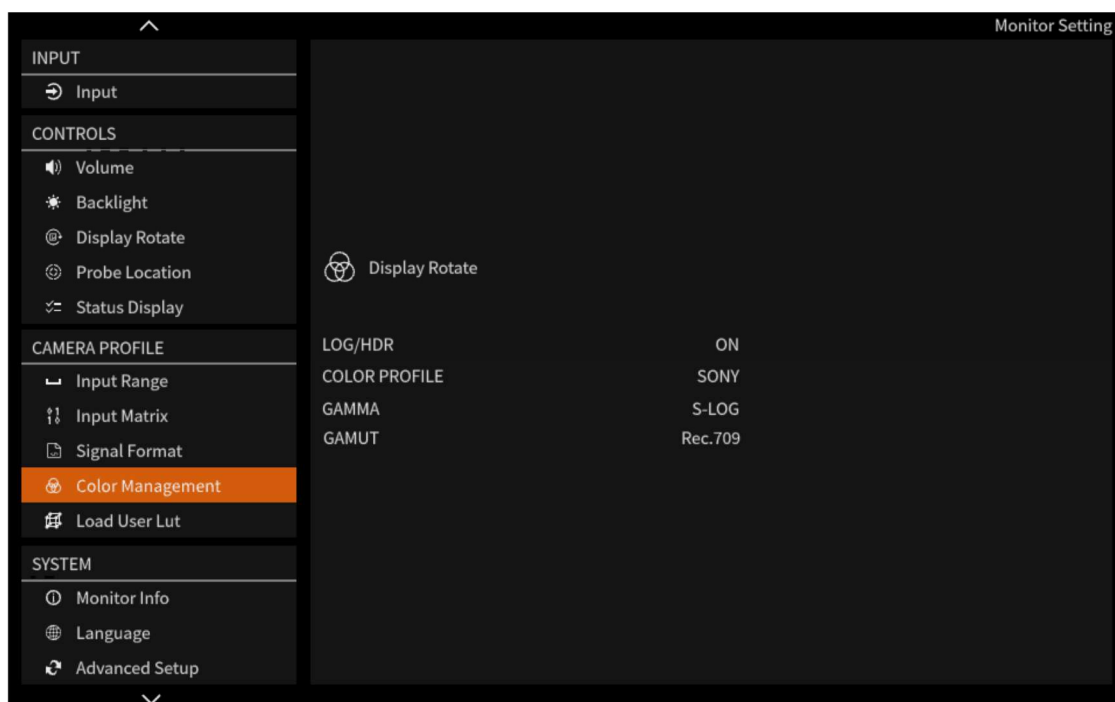 Monitor Setting
INPUT
Input
CONTROLS
Volume
Backlight
Display Rotate
Probe Location
Status Display
CAMERA PROFILE
Input Range
Input Matrix
Signal Format
Color Management
Load User Lut
SYSTEM
Monitor Info
Language
Advanced Setup
Display Rotate
LOG/HDR ON
COLOR PROFILE SONY
GAMMA S-LOG
GAMUT Rec.709